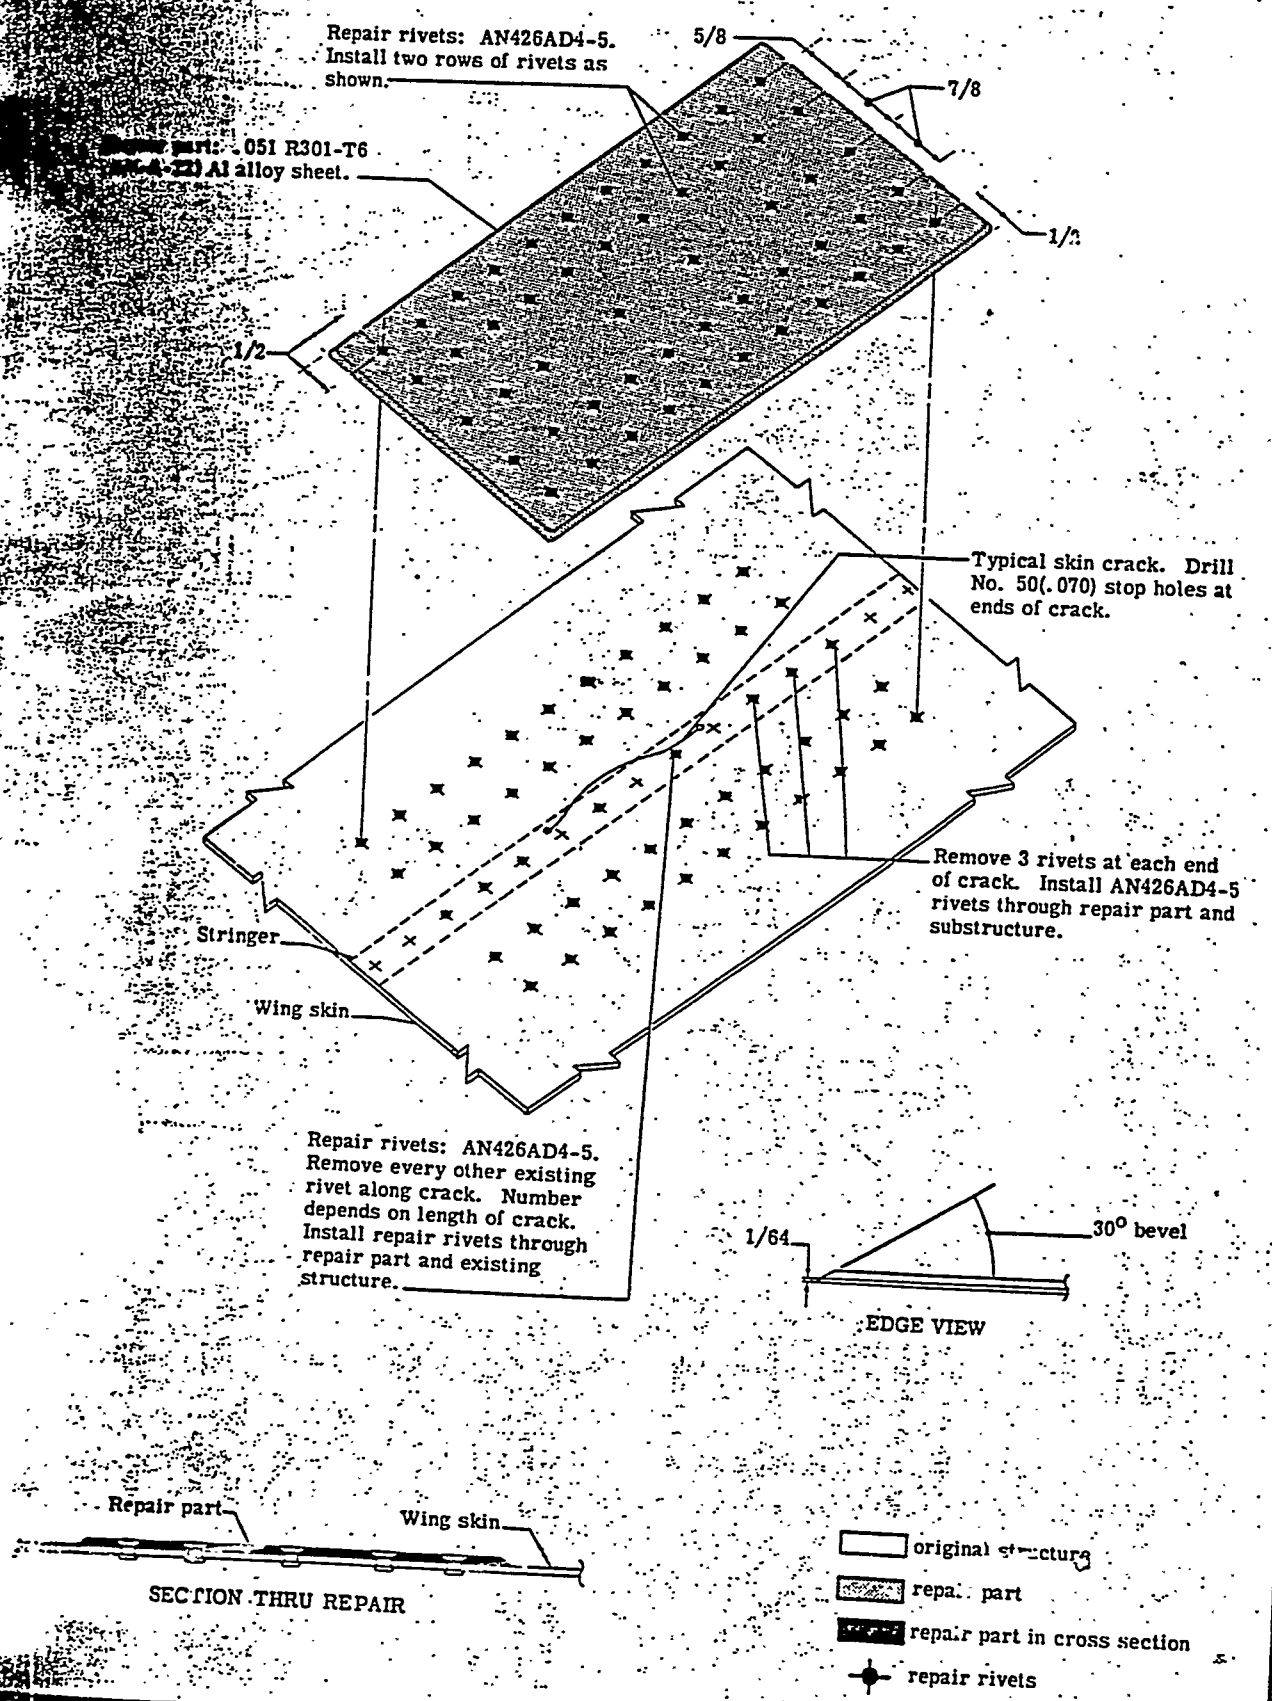 Repair rivets: AN426AD4-5.
Install two rows of rivets as
shown.
5/8
7/8
part: .051 R301-T6
Al alloy sheet.
1/2
Typical skin crack. Drill
No. 50(.070) stop holes at
ends of crack.
Remove 3 rivets at each end
of crack. Install AN426AD4-5
rivets through repair part and
substructure.
Stringer
Wing skin
Repair rivets: AN426AD4-5.
Remove every other existing
rivet along crack. Number
depends on length of crack.
Install repair rivets through
repair part and existing
structure.
1/64
30° bevel
EDGE VIEW
Repair part
Wing skin
SECTION THRU REPAIR
original structure
repair part
repair part in cross section
repair rivets